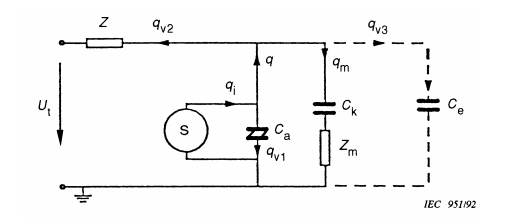 Z
q_v2
q_v3
q
q_m
q_i
U_t
S
C_a
C_k
C_e
q_v1
Z_m
IEC 951/92